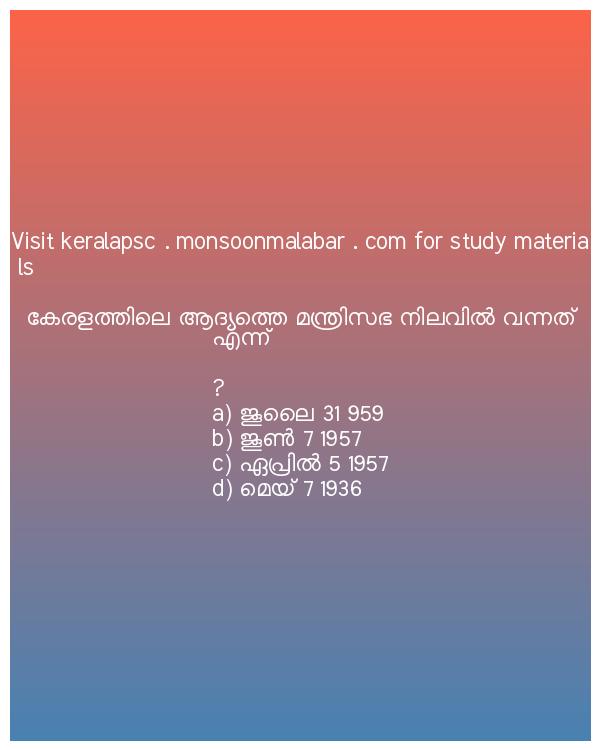 Visit keralapsc . monsoonmalabar . com for study materia
ls
കേരളത്തിലെ ആദ്യത്തെ മന്ത്രിസഭ നിലവിൽ വന്നത്
എന്ന്
?
a) ജൂലൈ 31 959
b) ജൂൺ 7 1957
c) ഏപ്രിൽ 5 1957
d) മെയ് 7 1936